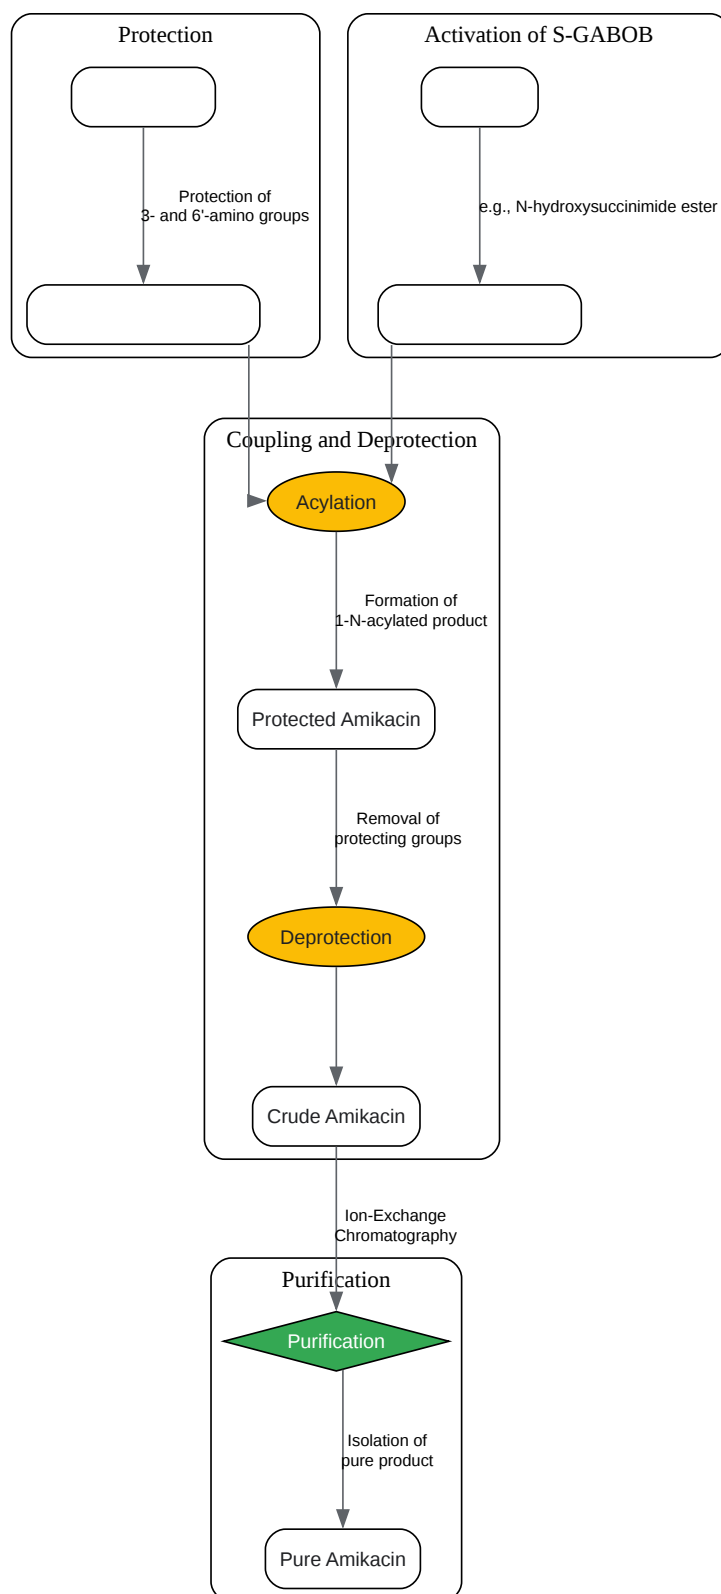 Protection
Activation of S-GABOB
Protection of
3- and 6'-amino groups
e.g., N-hydroxysuccinimide ester
Coupling and Deprotection
Acylation
Formation of
1-N-acylated product
Protected Amikacin
Removal of
protecting groups
Deprotection
Crude Amikacin
Ion-Exchange
Chromatography
Purification
Purification
Isolation of
pure product
Pure Amikacin